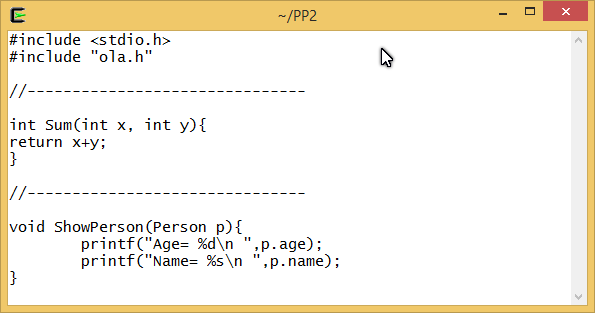 ~/PP2
#include <stdio.h>
#include "ola.h"
//-------------------------------
int Sum(int x, int y){
return x+y;
}
//-------------------------------
void ShowPerson(Person p){
        printf("Age= %d\n ",p.age);
        printf("Name= %s\n ",p.name);
}